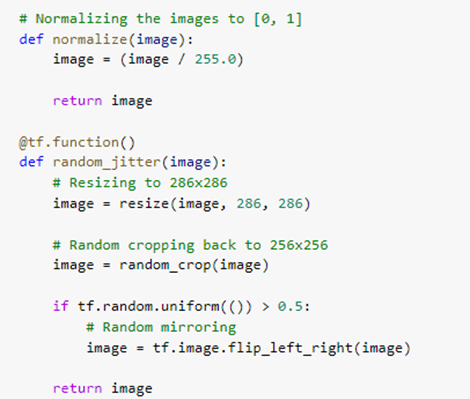 # Normalizing the images to [0, 1]
def normalize(image):
    image = (image / 255.0)

    return image

@tf.function()
def random_jitter(image):
    # Resizing to 286x286
    image = resize(image, 286, 286)

    # Random cropping back to 256x256
    image = random_crop(image)

    if tf.random.uniform(()) > 0.5:
        # Random mirroring
        image = tf.image.flip_left_right(image)

    return image